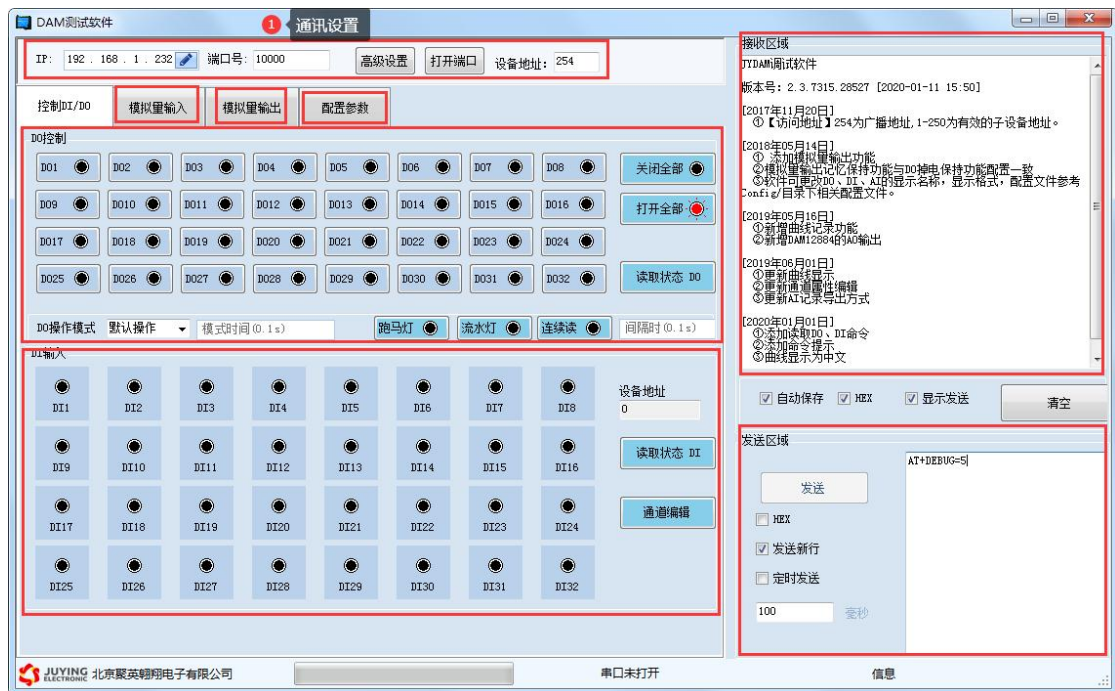 DAM测试软件
1 通讯设置
IP: 192 . 168 . 1 . 232 端口号: 10000 高级设置 打开端口 设备地址: 254
控制DI/DO 模拟量输入 模拟量输出 配置参数
DO控制
DO1 DO2 DO3 DO4 DO5 DO6 DO7 DO8 关闭全部
DO9 DO10 DO11 DO12 DO13 DO14 DO15 DO16 打开全部
DO17 DO18 DO19 DO20 DO21 DO22 DO23 DO24
DO25 DO26 DO27 DO28 DO29 DO30 DO31 DO32 读取状态 DO
DO操作模式 默认操作 模式时间(0.1s) 跑马灯 流水灯 连续读 间隔时(0.1s)
DI输入
DI1 DI2 DI3 DI4 DI5 DI6 DI7 DI8
设备地址
0
DI9 DI10 DI11 DI12 DI13 DI14 DI15 DI16
读取状态 DI
DI17 DI18 DI19 DI20 DI21 DI22 DI23 DI24
通道编辑
DI25 DI26 DI27 DI28 DI29 DI30 DI31 DI32
接收区域
JYDAM调试软件
版本号: 2.3.7315.28527 [2020-01-11 15:50]
[2017年11月20日]
①【访问地址】254为广播地址,1-250为有效的子设备地址。
[2018年05月14日]
① 添加模拟量输出功能
②模拟量输出记忆保持功能与DO掉电保持功能配置一致
③软件可更改DO、DI、AI的显示名称，显示格式，配置文件参考
Config/目录下相关配置文件。
[2019年05月16日]
①新增曲线记录功能
②新增DAM12884的AO输出
[2019年06月01日]
①更新曲线显示
②更新通道属性编辑
③更新AI记录导出方式
[2020年01月01日]
①添加读取DO、DI命令
②添加命令提示
③曲线显示为中文
自动保存 HEX 显示发送 清空
发送区域
AT+DEBUG=5
发送
HEX
发送新行
定时发送
100 毫秒
JUYING ELECTRONIC 北京聚英翱翔电子有限公司 串口未打开 信息